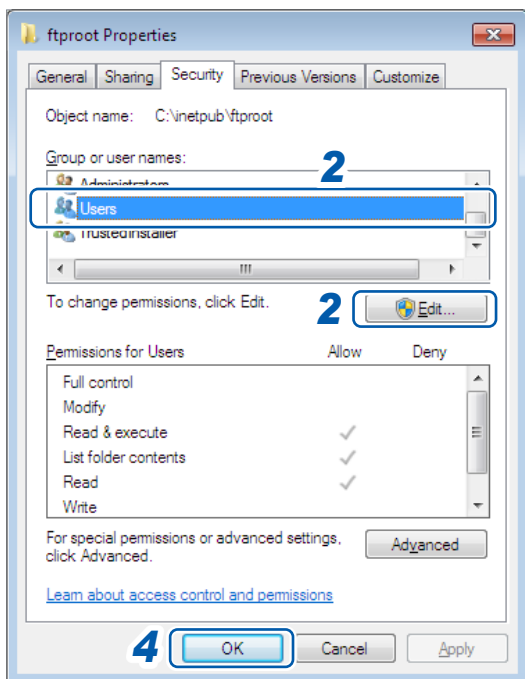 ftproot Properties
General Sharing Security Previous Versions Customize
Object name: C:\inetpub\ftproot
Group or user names:
2
Administrators
Users
TrustedInstaller
To change permissions, click Edit.
2
Edit...
Permissions for Users Allow Deny
Full control
Modify
Read & execute
List folder contents
Read
Write
For special permissions or advanced settings,
click Advanced.
Advanced
Learn about access control and permissions
4
OK Cancel Apply